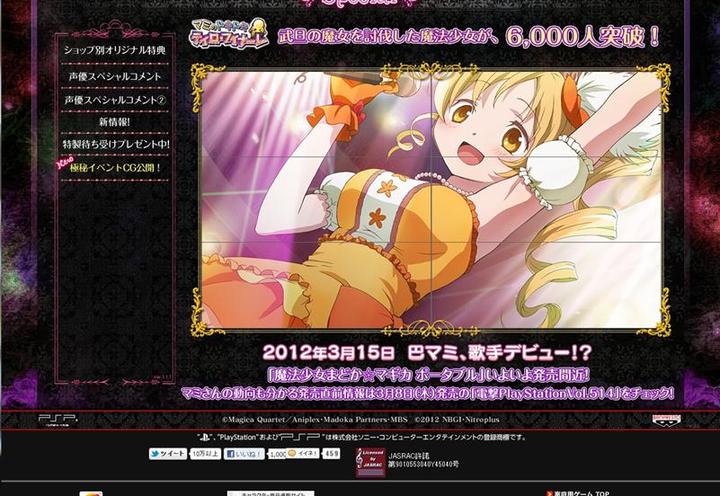 Special
マミのドキドキ
ティロ・フィナーレ
武旦の魔女を討伐した魔法少女が、6,000人突破！
ショップ別オリジナル特典
声優スペシャルコメント
声優スペシャルコメント②
新情報!
特製待ち受けプレゼント中!
New
極秘イベントCG公開！
2012年3月15日 巴マミ、歌手デビュー!?
「魔法少女まどか☆マギカ ポータブル」いよいよ発売間近!
マミさんの動向も分かる発売直前情報は3月8日(木)発売の「電撃PlayStationVol.514」をチェック!
PSP
©Magica Quartet／Aniplex・Madoka Partners・MBS ©2012 NBGI・Nitroplus
"PlayStation"および"PSP"は株式会社ソニー・コンピュータエンタテインメントの登録商標です。
ツイート 10万以上 いいね！ 1,000 イイネ！ 459
Licensed by JASRAC
JASRAC許諾
第9010553040Y45040号
キャラクター
家庭用ゲーム TOP